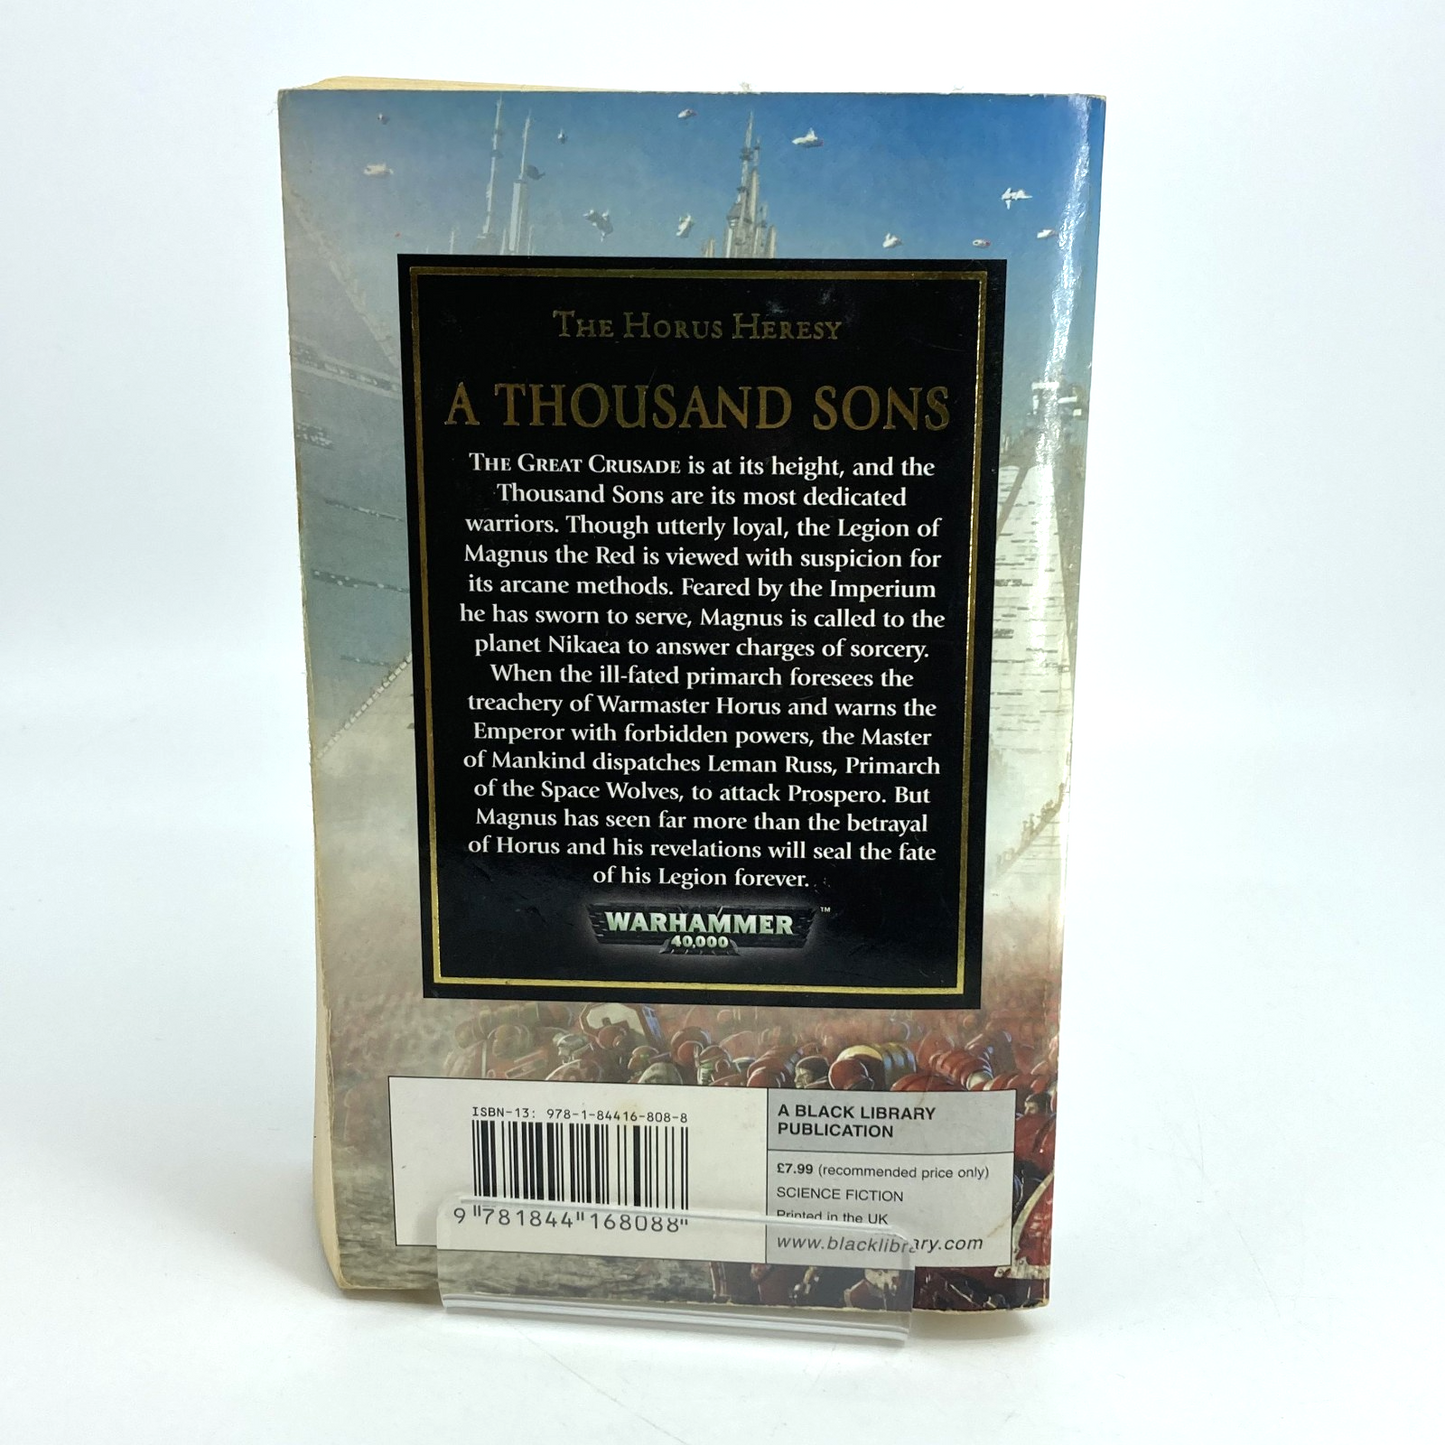 THE HORUS HERESY
A THOUSAND SONS
THE GREAT CRUSADE is at its height, and the
Thousand Sons are its most dedicated
warriors. Though utterly loyal, the Legion of
Magnus the Red is viewed with suspicion for
its arcane methods. Feared by the Imperium
he has sworn to serve, Magnus is called to the
planet Nikaea to answer charges of sorcery.
When the ill-fated primarch foresees the
treachery of Warmaster Horus and warns the
Emperor with forbidden powers, the Master
of Mankind dispatches Leman Russ, Primarch
of the Space Wolves, to attack Prospero. But
Magnus has seen far more than the betrayal
of Horus and his revelations will seal the fate
of his Legion forever.
WARHAMMER™
40,000
ISBN-13: 978-1-84416-808-8
9 781844 168088
A BLACK LIBRARY
PUBLICATION
£7.99 (recommended price only)
SCIENCE FICTION
Printed in the UK
www.blacklibrary.com